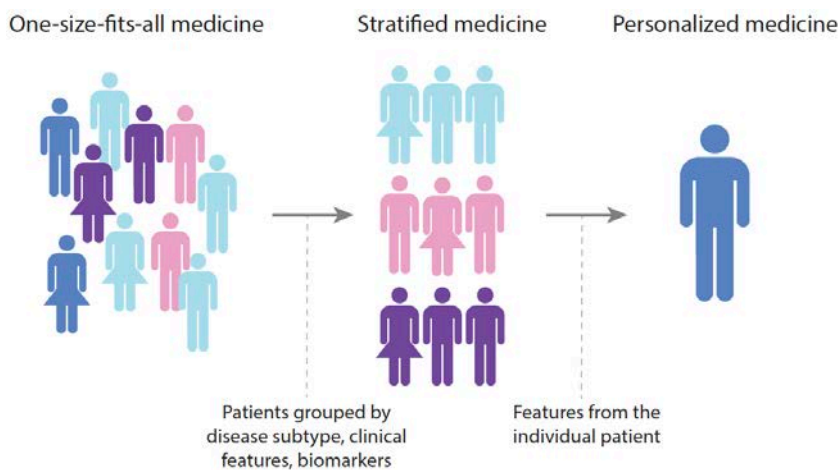 One-size-fits-all medicine
Stratified medicine
Personalized medicine
Patients grouped by
disease subtype, clinical
features, biomarkers
Features from the
individual patient